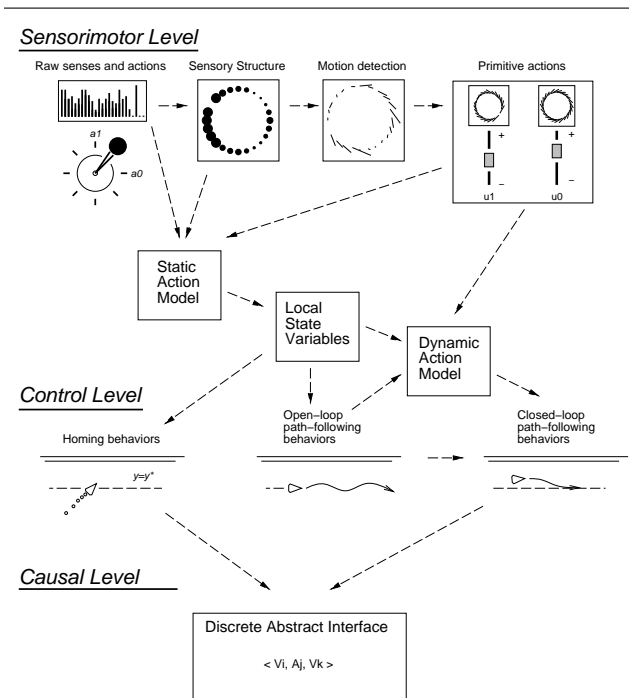 Sensorimotor Level
Raw senses and actions
Sensory Structure
Motion detection
Primitive actions
a1
a0
+
+
−
−
u1
u0
Static
Action
Model
Local
State
Variables
Dynamic
Action
Model
Control Level
Homing behaviors
Open−loop
path−following
behaviors
Closed−loop
path−following
behaviors
y=y*
Causal Level
Discrete Abstract Interface
< Vi, Aj, Vk >